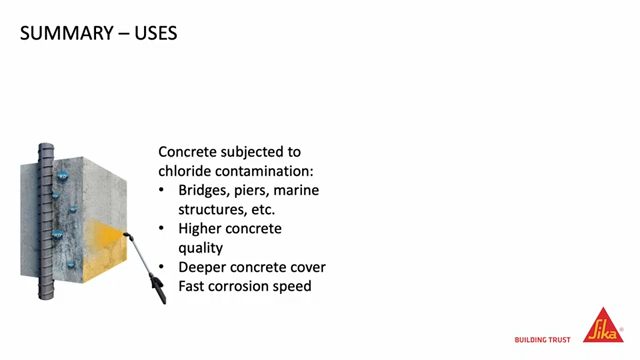 SUMMARY – USES
Concrete subjected to
chloride contamination:
• Bridges, piers, marine
structures, etc.
• Higher concrete
quality
• Deeper concrete cover
Fast corrosion speed
BUILDING TRUST
Sika®